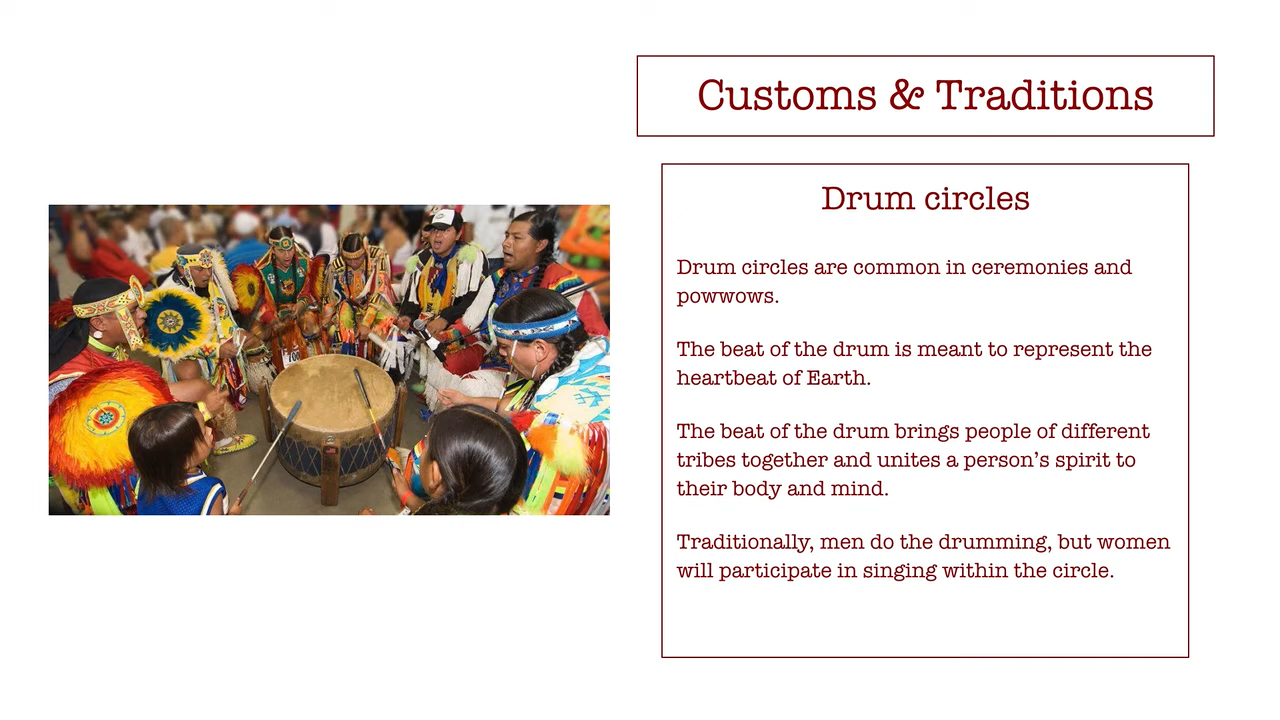 Customs & Traditions
Drum circles
Drum circles are common in ceremonies and
powwows.
The beat of the drum is meant to represent the
heartbeat of Earth.
The beat of the drum brings people of different
tribes together and unites a person's spirit to
their body and mind.
Traditionally, men do the drumming, but women
will participate in singing within the circle.